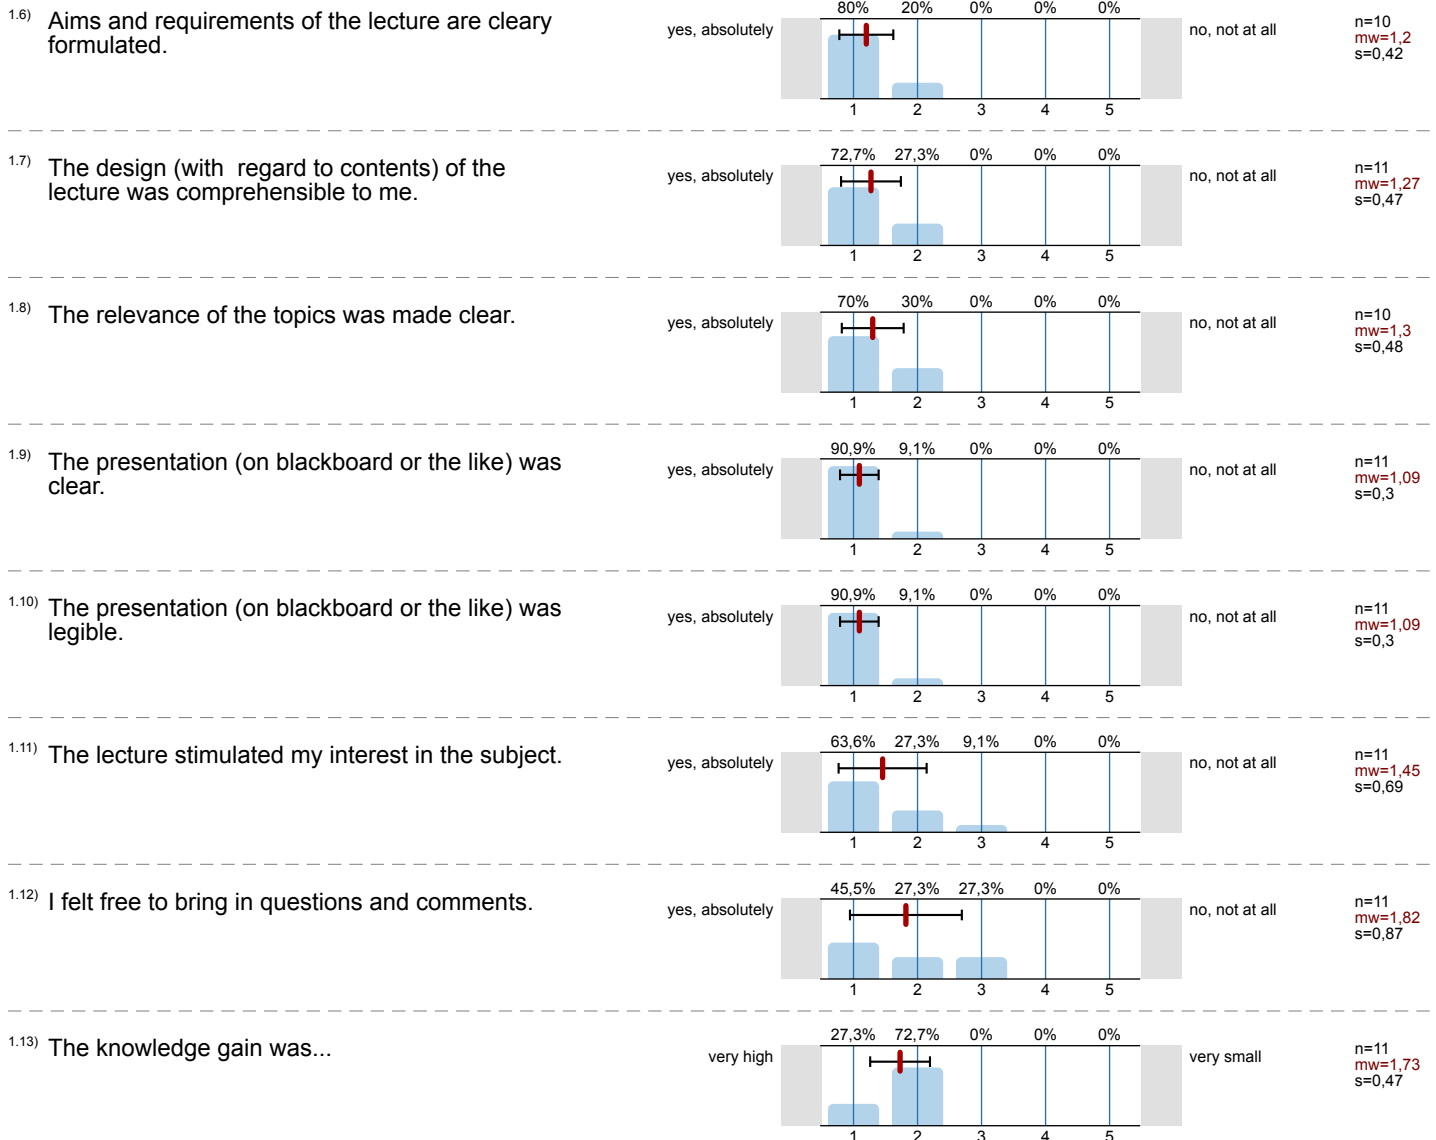 1.6) Aims and requirements of the lecture are cleary
formulated.
yes, absolutely
80% 20% 0% 0% 0%
1 2 3 4 5
no, not at all
n=10
mw=1,2
s=0,42
1.7) The design (with regard to contents) of the
lecture was comprehensible to me.
yes, absolutely
72,7% 27,3% 0% 0% 0%
1 2 3 4 5
no, not at all
n=11
mw=1,27
s=0,47
1.8) The relevance of the topics was made clear.
yes, absolutely
70% 30% 0% 0% 0%
1 2 3 4 5
no, not at all
n=10
mw=1,3
s=0,48
1.9) The presentation (on blackboard or the like) was
clear.
yes, absolutely
90,9% 9,1% 0% 0% 0%
1 2 3 4 5
no, not at all
n=11
mw=1,09
s=0,3
1.10) The presentation (on blackboard or the like) was
legible.
yes, absolutely
90,9% 9,1% 0% 0% 0%
1 2 3 4 5
no, not at all
n=11
mw=1,09
s=0,3
1.11) The lecture stimulated my interest in the subject.
yes, absolutely
63,6% 27,3% 9,1% 0% 0%
1 2 3 4 5
no, not at all
n=11
mw=1,45
s=0,69
1.12) I felt free to bring in questions and comments.
yes, absolutely
45,5% 27,3% 27,3% 0% 0%
1 2 3 4 5
no, not at all
n=11
mw=1,82
s=0,87
1.13) The knowledge gain was...
very high
27,3% 72,7% 0% 0% 0%
1 2 3 4 5
very small
n=11
mw=1,73
s=0,47